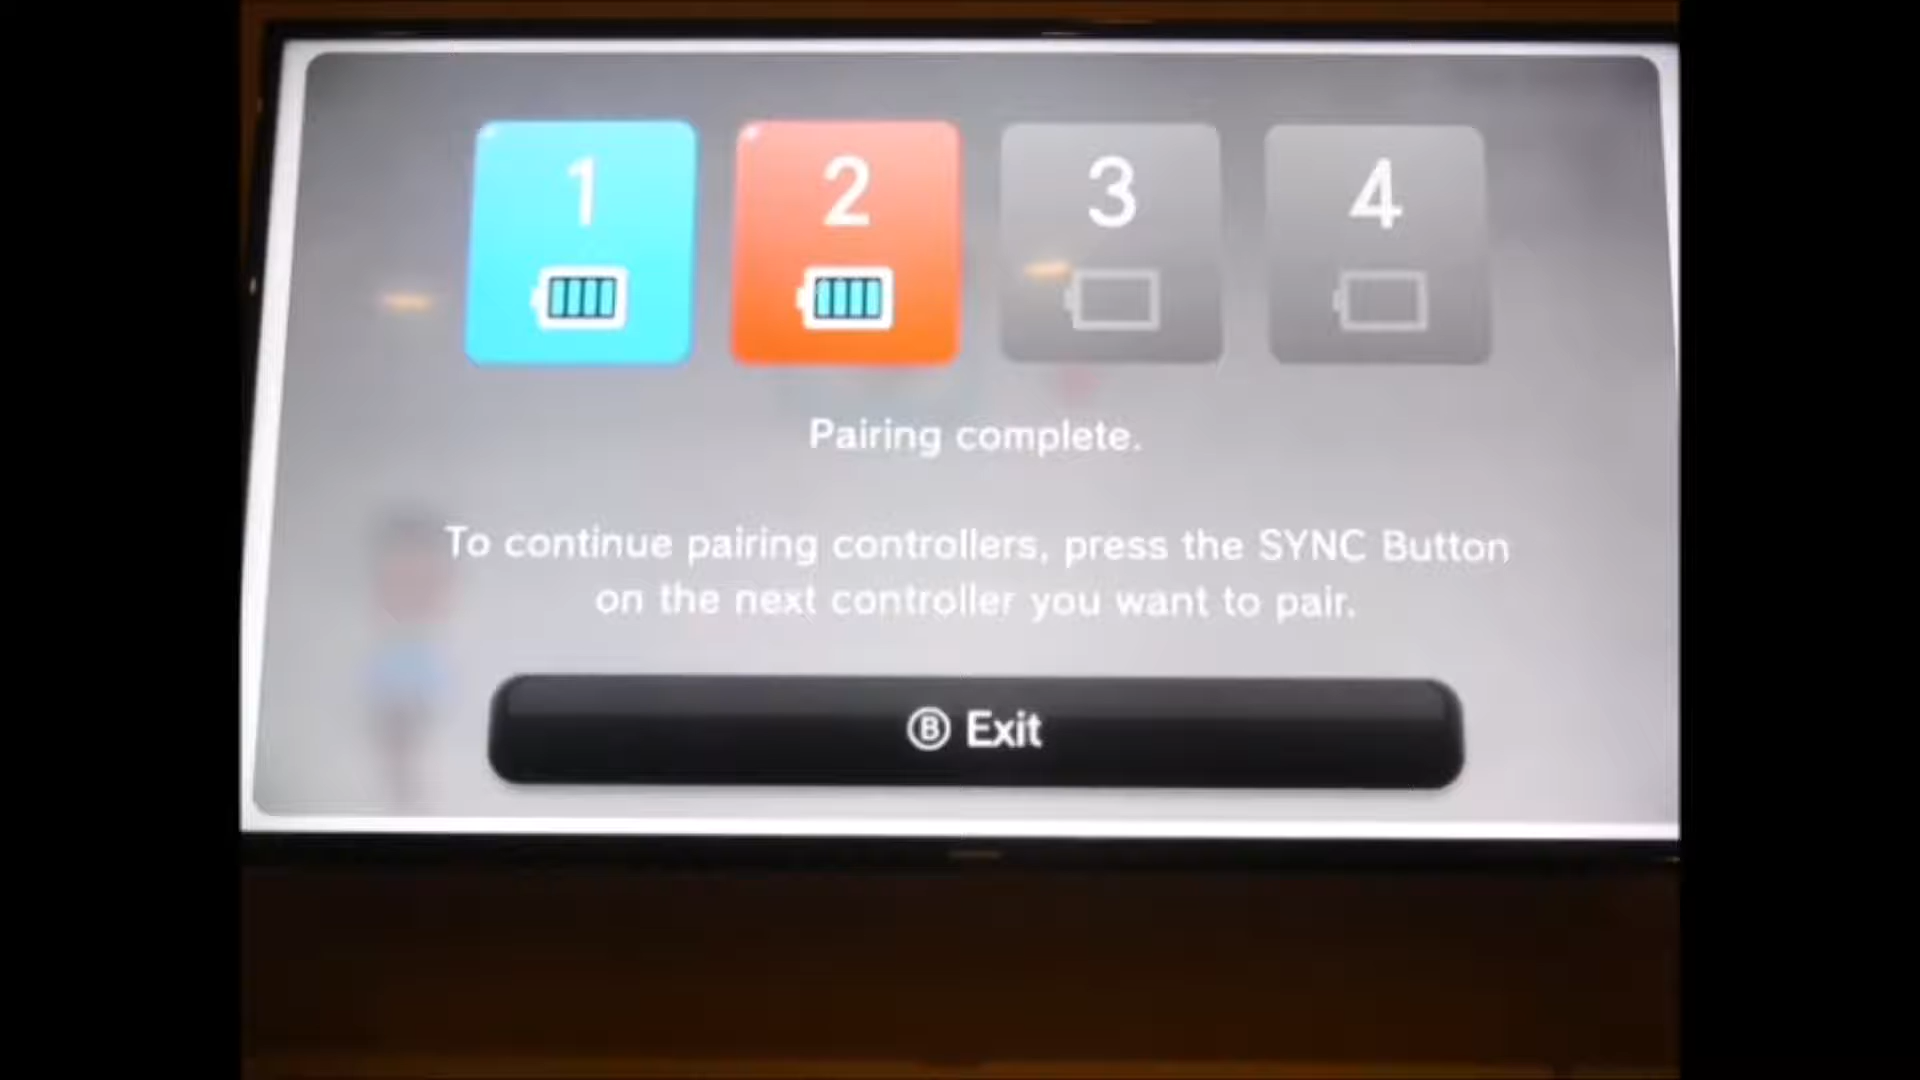 1 2 3 4
Pairing complete.
To continue pairing controllers, press the SYNC Button
on the next controller you want to pair.
Ⓑ Exit